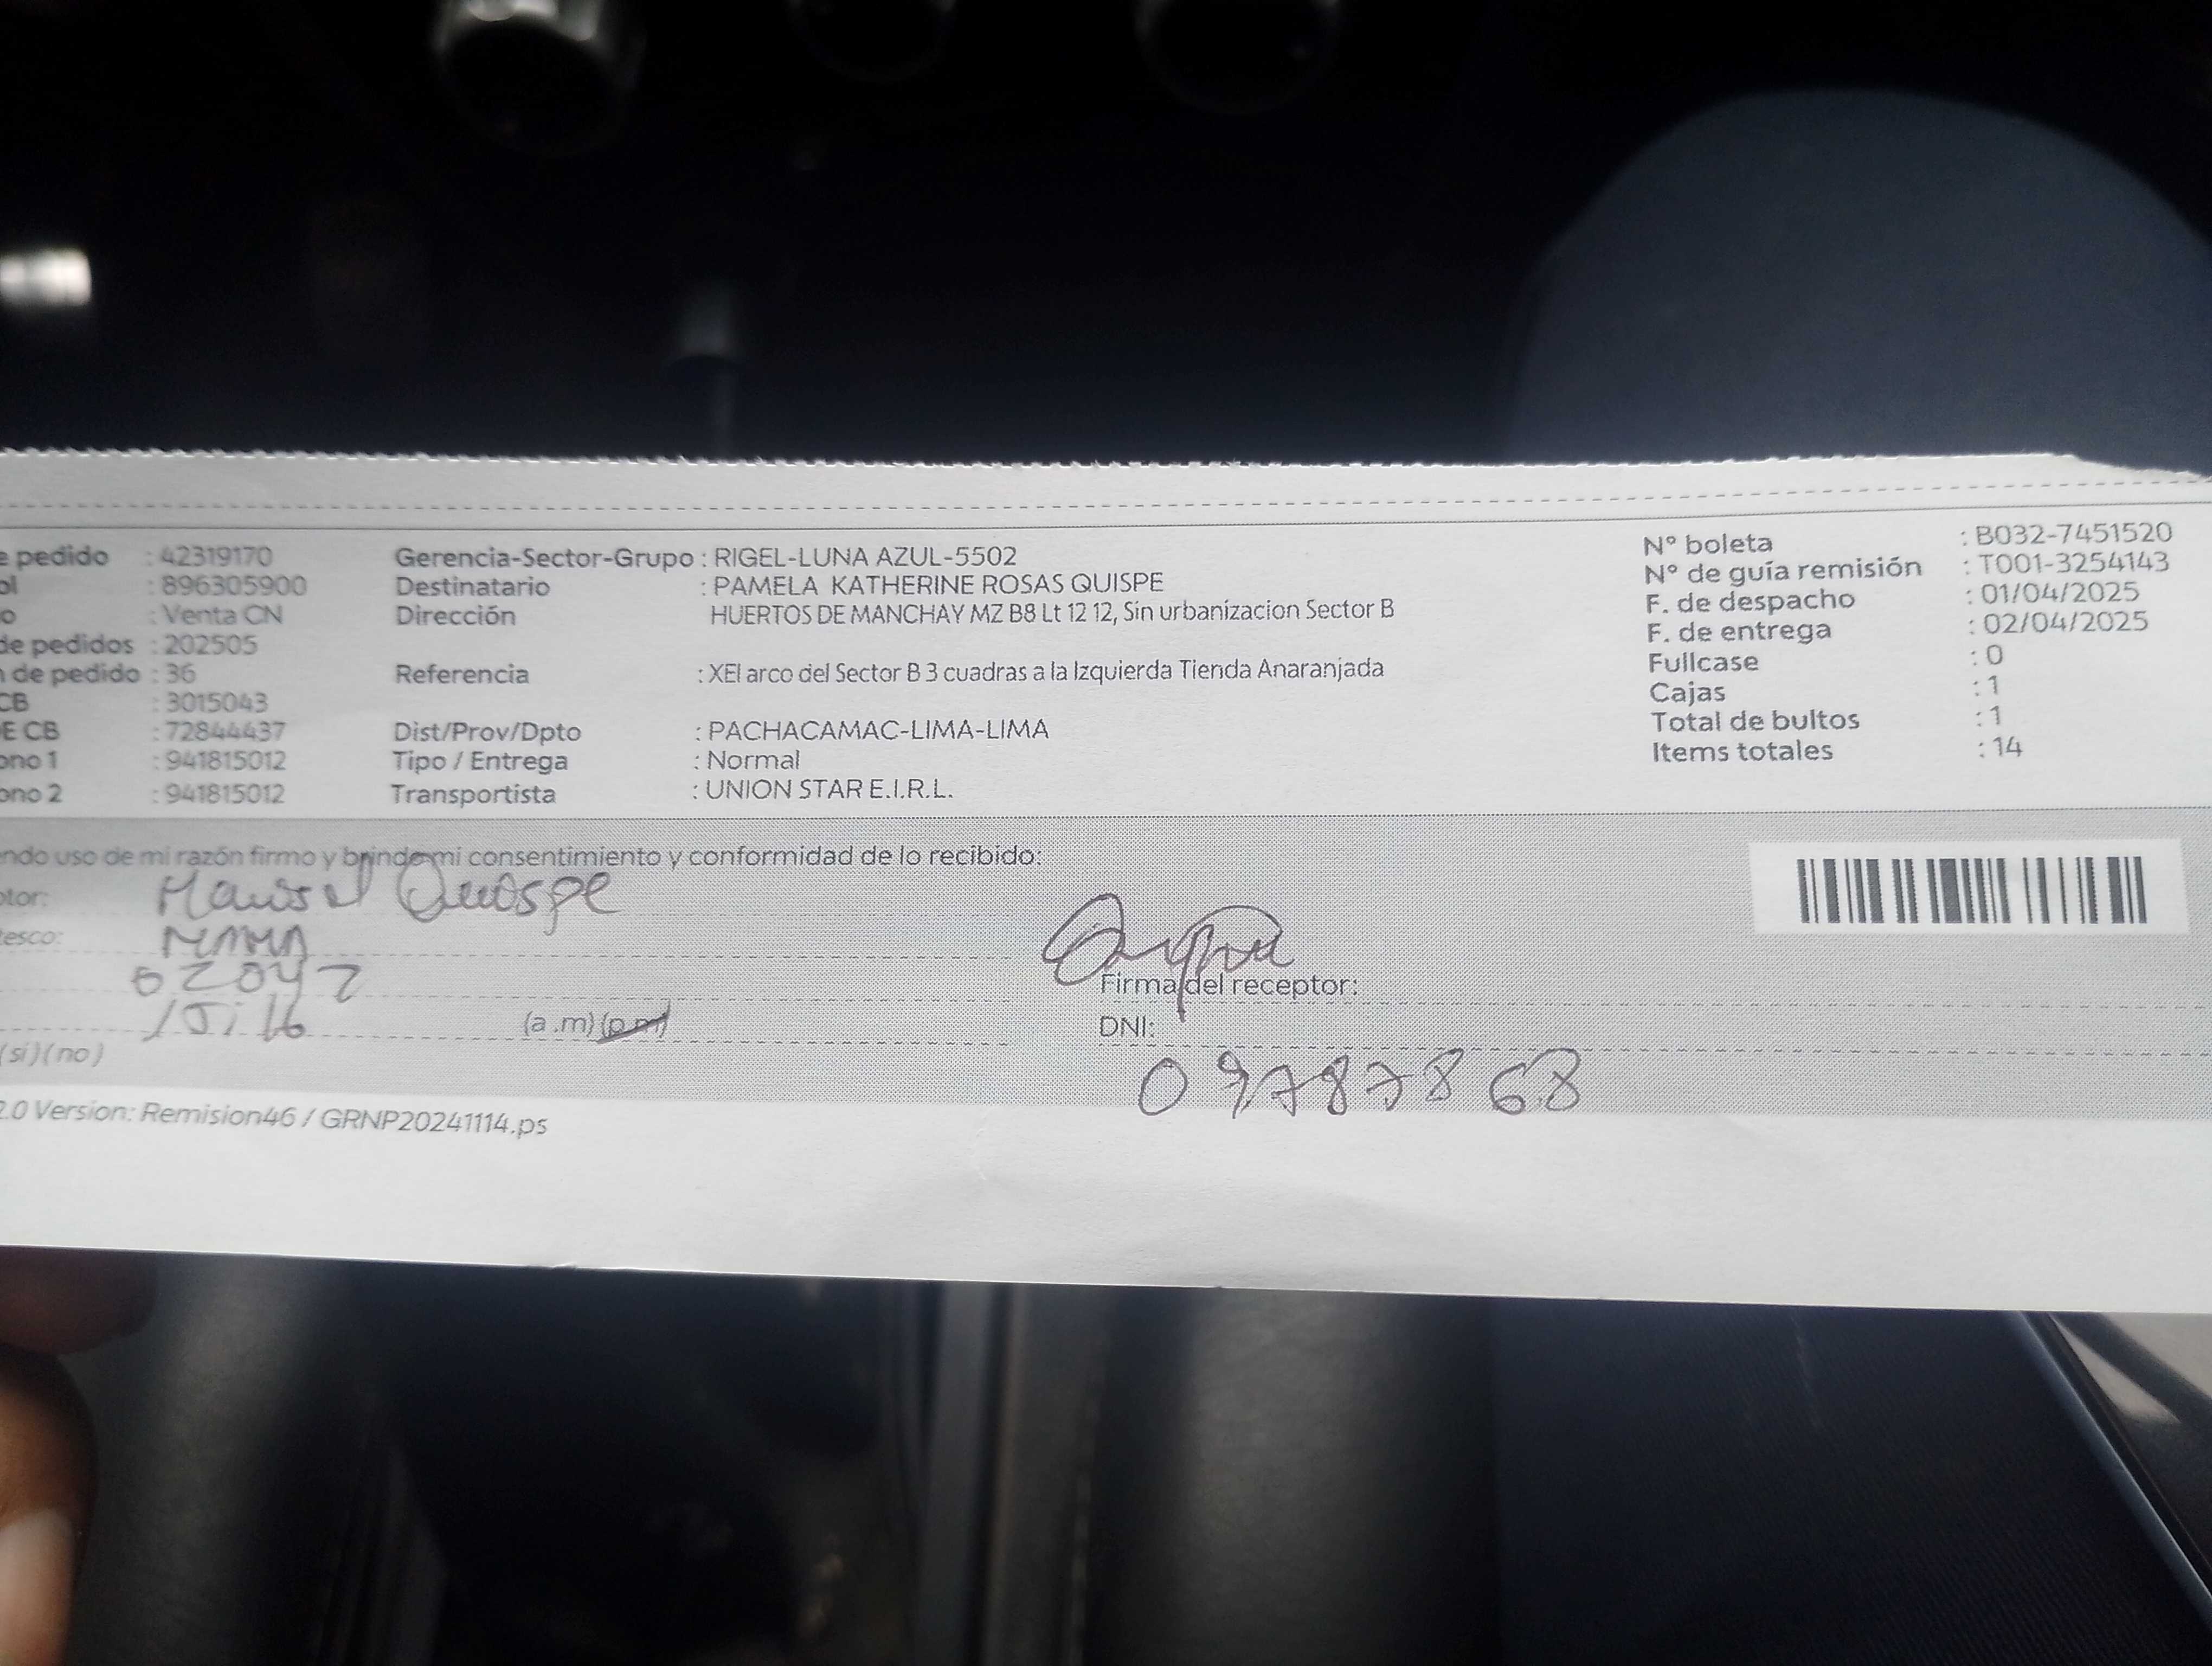 e pedido : 42319170 Gerencia-Sector-Grupo : RIGEL-LUNA AZUL-5502 N° boleta : B032-7451520
ol : 896305900 Destinatario : PAMELA KATHERINE ROSAS QUISPE N° de guía remisión : T001-3254143
o : Venta CN Dirección HUERTOS DE MANCHAY MZ B8 Lt 12 12, Sin urbanizacion Sector B F. de despacho : 01/04/2025
de pedidos : 202505 F. de entrega : 02/04/2025
n de pedido : 36 Referencia : XEl arco del Sector B 3 cuadras a la Izquierda Tienda Anaranjada Fullcase : 0
CB : 3015043 Cajas : 1
E CB : 72844437 Dist/Prov/Dpto : PACHACAMAC-LIMA-LIMA Total de bultos : 1
ono 1 : 941815012 Tipo / Entrega : Normal Items totales : 14
ono 2 : 941815012 Transportista : UNION STAR E.I.R.L.
endo uso de mi razón firmo y brindo mi consentimiento y conformidad de lo recibido:
ptor: Quispe
tesco: MAMA
Firma del receptor:
(a .m) (p.m) DNI:
(si) (no)
09787868
2.0 Version: Remision46 / GRNP20241114.ps